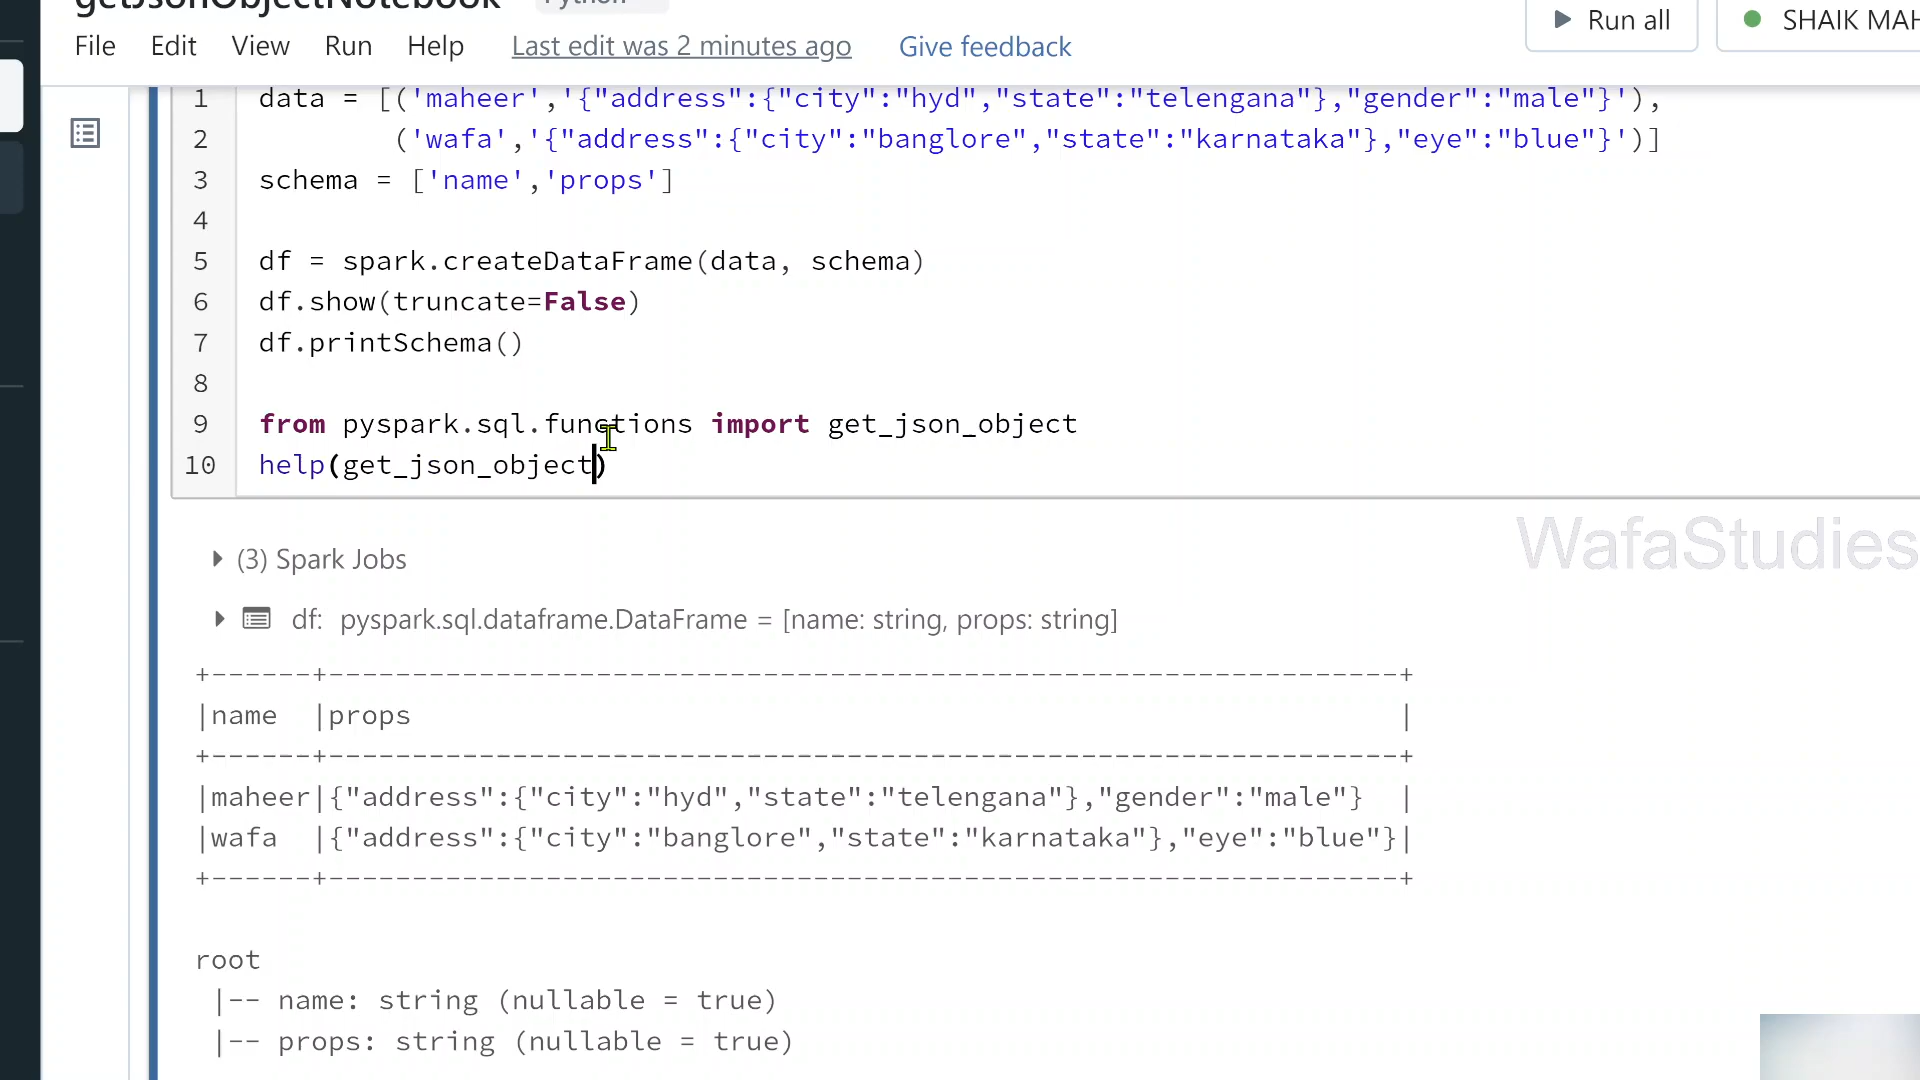 getJsonObjectNotebook Python
File Edit View Run Help Last edit was 2 minutes ago Give feedback Run all SHAIK MAH
1 data = [('maheer','{"address":{"city":"hyd","state":"telengana"},"gender":"male"}'),
2 ('wafa','{"address":{"city":"banglore","state":"karnataka"},"eye":"blue"}')]
3 schema = ['name','props']
4
5 df = spark.createDataFrame(data, schema)
6 df.show(truncate=False)
7 df.printSchema()
8
9 from pyspark.sql.functions import get_json_object
10 help(get_json_object)
WafaStudies
(3) Spark Jobs
df: pyspark.sql.dataframe.DataFrame = [name: string, props: string]
+------+----------------------------------------------------------------+
|name  |props                                                           |
+------+----------------------------------------------------------------+
|maheer|{"address":{"city":"hyd","state":"telengana"},"gender":"male"}  |
|wafa  |{"address":{"city":"banglore","state":"karnataka"},"eye":"blue"}|
+------+----------------------------------------------------------------+
root
|-- name: string (nullable = true)
|-- props: string (nullable = true)